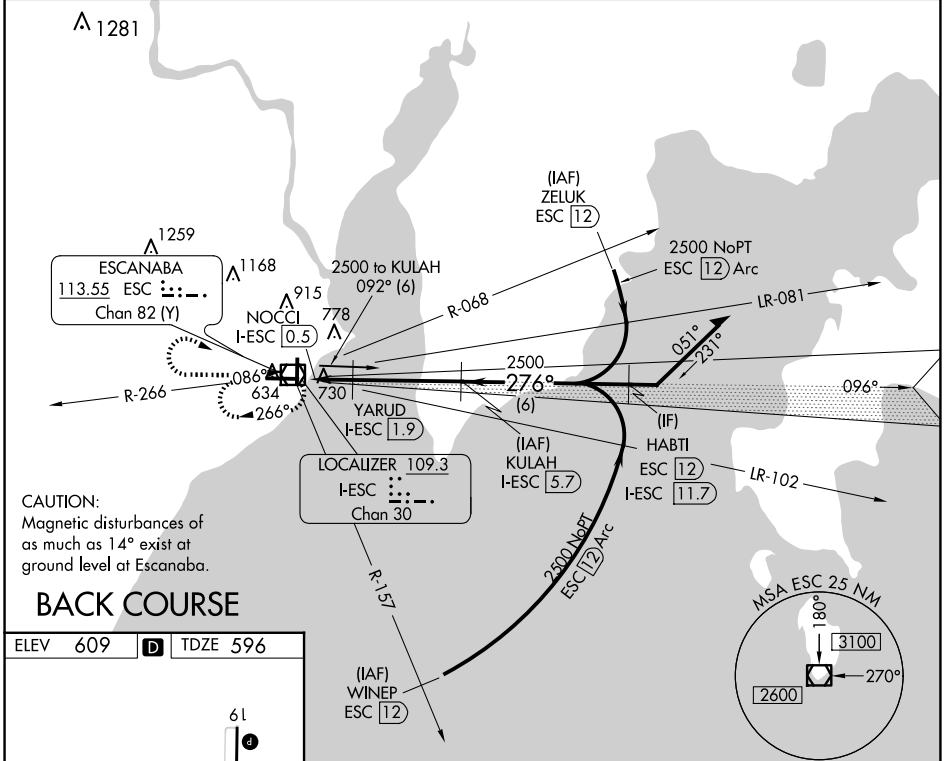 1281
(IAF)
ZELUK
ESC 12
1259
ESCANABA
113.55 ESC
Chan 82 (Y)
1168
2500 to KULAH
092° (6)
R-068
2500 NoPT
ESC 12 Arc
LR-081
915
NOCCI
I-ESC 0.5
778
051°
231°
2500
276°
(6)
086°
634
266°
730
096°
R-266
YARUD
I-ESC 1.9
(IAF)
KULAH
I-ESC 5.7
(IF)
HABTI
ESC 12
I-ESC 11.7
LR-102
LOCALIZER 109.3
I-ESC
Chan 30
CAUTION:
Magnetic disturbances of
as much as 14° exist at
ground level at Escanaba.
2500 NoPT
ESC 12 Arc
R-157
BACK COURSE
MSA ESC 25 NM
180°
3100
270°
2600
ELEV 609 D TDZE 596
(IAF)
WINEP
ESC 12
19
P